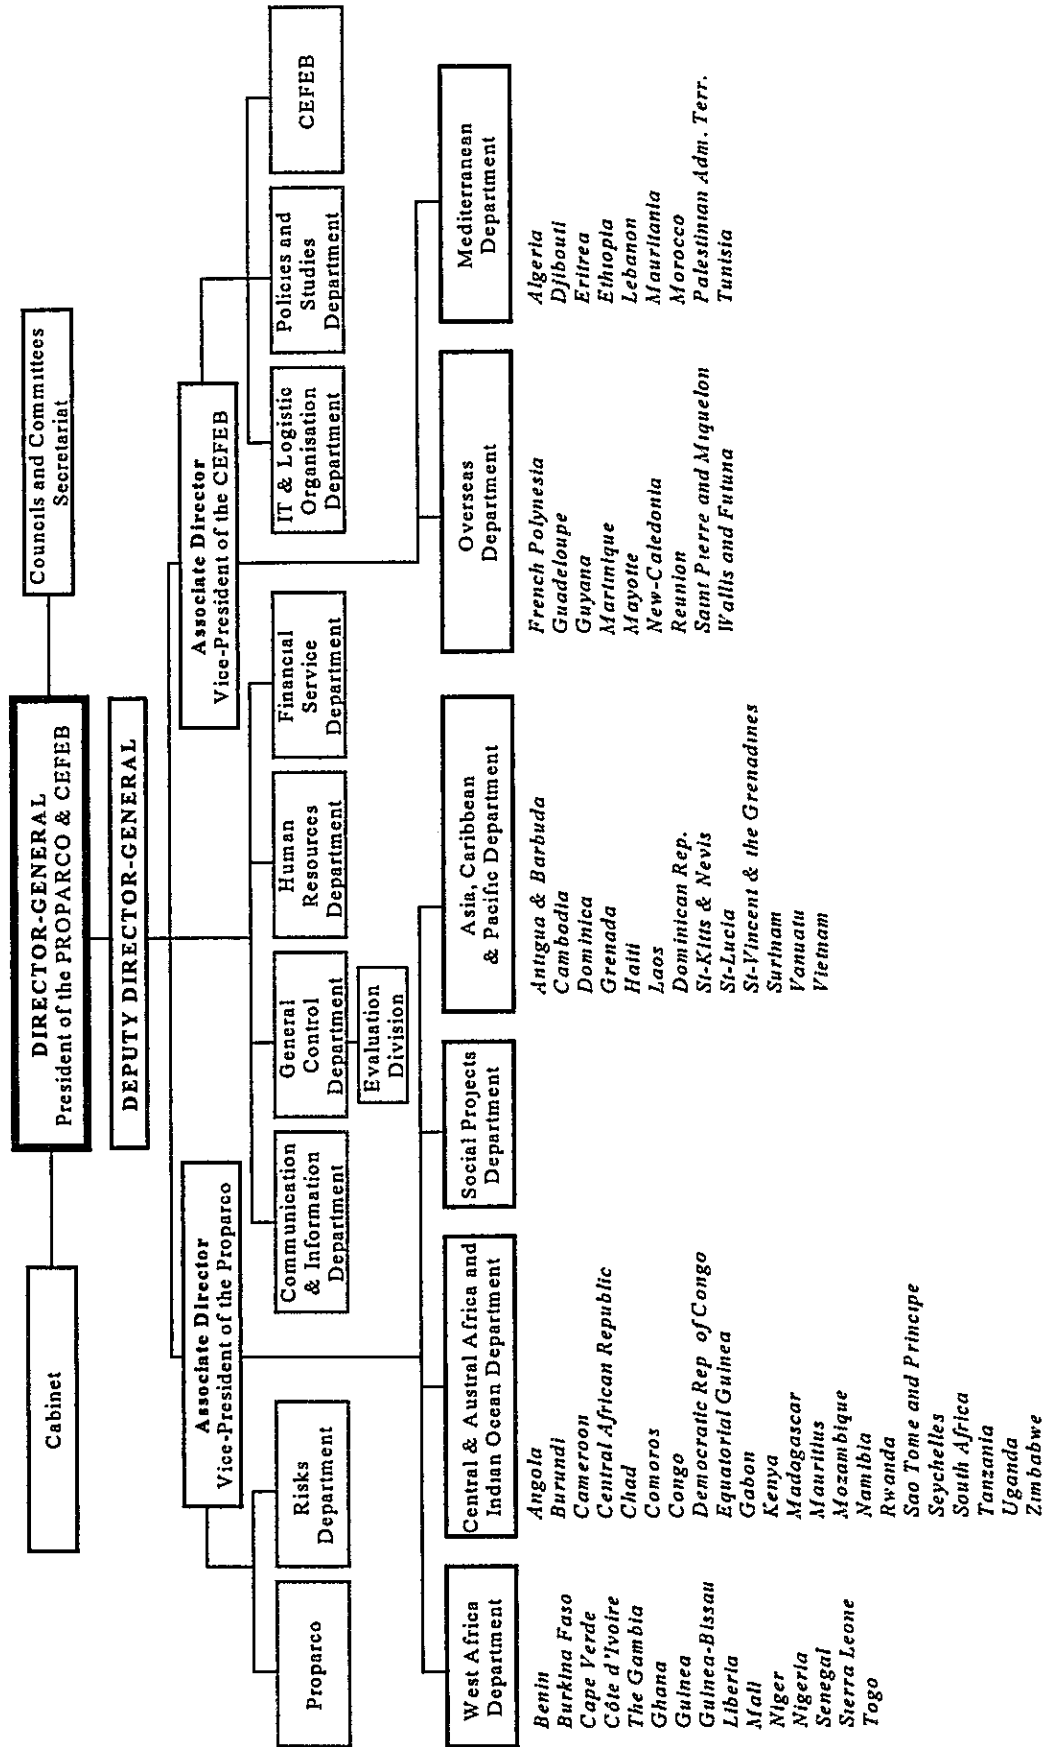 DIRECTOR-GENERAL
President of the PROPARCO & CEFEB
Cabinet
Councils and Committees
Secretariat
DEPUTY DIRECTOR-GENERAL
Associate Director
Vice-President of the Proparco
Associate Director
Vice-President of the CEFEB
Proparco
Risks
Department
Communication
& Information
Department
General
Control
Department
Human
Resources
Department
Financial
Service
Department
IT & Logistic
Organisation
Department
Policies and
Studies
Department
CEFEB
Evaluation
Division
West Africa
Department
Benin
Burkina Faso
Cape Verde
Côte d'Ivoire
The Gambia
Ghana
Guinea
Guinea-Bissau
Liberia
Mali
Niger
Nigeria
Senegal
Sierra Leone
Togo
Central & Austral Africa and
Indian Ocean Department
Angola
Burundi
Cameroon
Central African Republic
Chad
Comoros
Congo
Democratic Rep of Congo
Equatorial Guinea
Gabon
Kenya
Madagascar
Mauritius
Mozambique
Namibia
Rwanda
Sao Tome and Principe
Seychelles
South Africa
Tanzania
Uganda
Zimbabwe
Social Projects
Department
Asia, Caribbean
& Pacific Department
Antigua & Barbuda
Cambodia
Dominica
Grenada
Haiti
Laos
Dominican Rep.
St-Kitts & Nevis
St-Lucia
St-Vincent & the Grenadines
Surinam
Vanuatu
Vietnam
Overseas
Department
French Polynesia
Guadeloupe
Guyana
Martinique
Mayotte
New-Caledonia
Reunion
Saint Pierre and Miquelon
Wallis and Futuna
Mediterranean
Department
Algeria
Djibouti
Eritrea
Ethiopia
Lebanon
Mauritania
Morocco
Palestinian Adm. Terr.
Tunisia